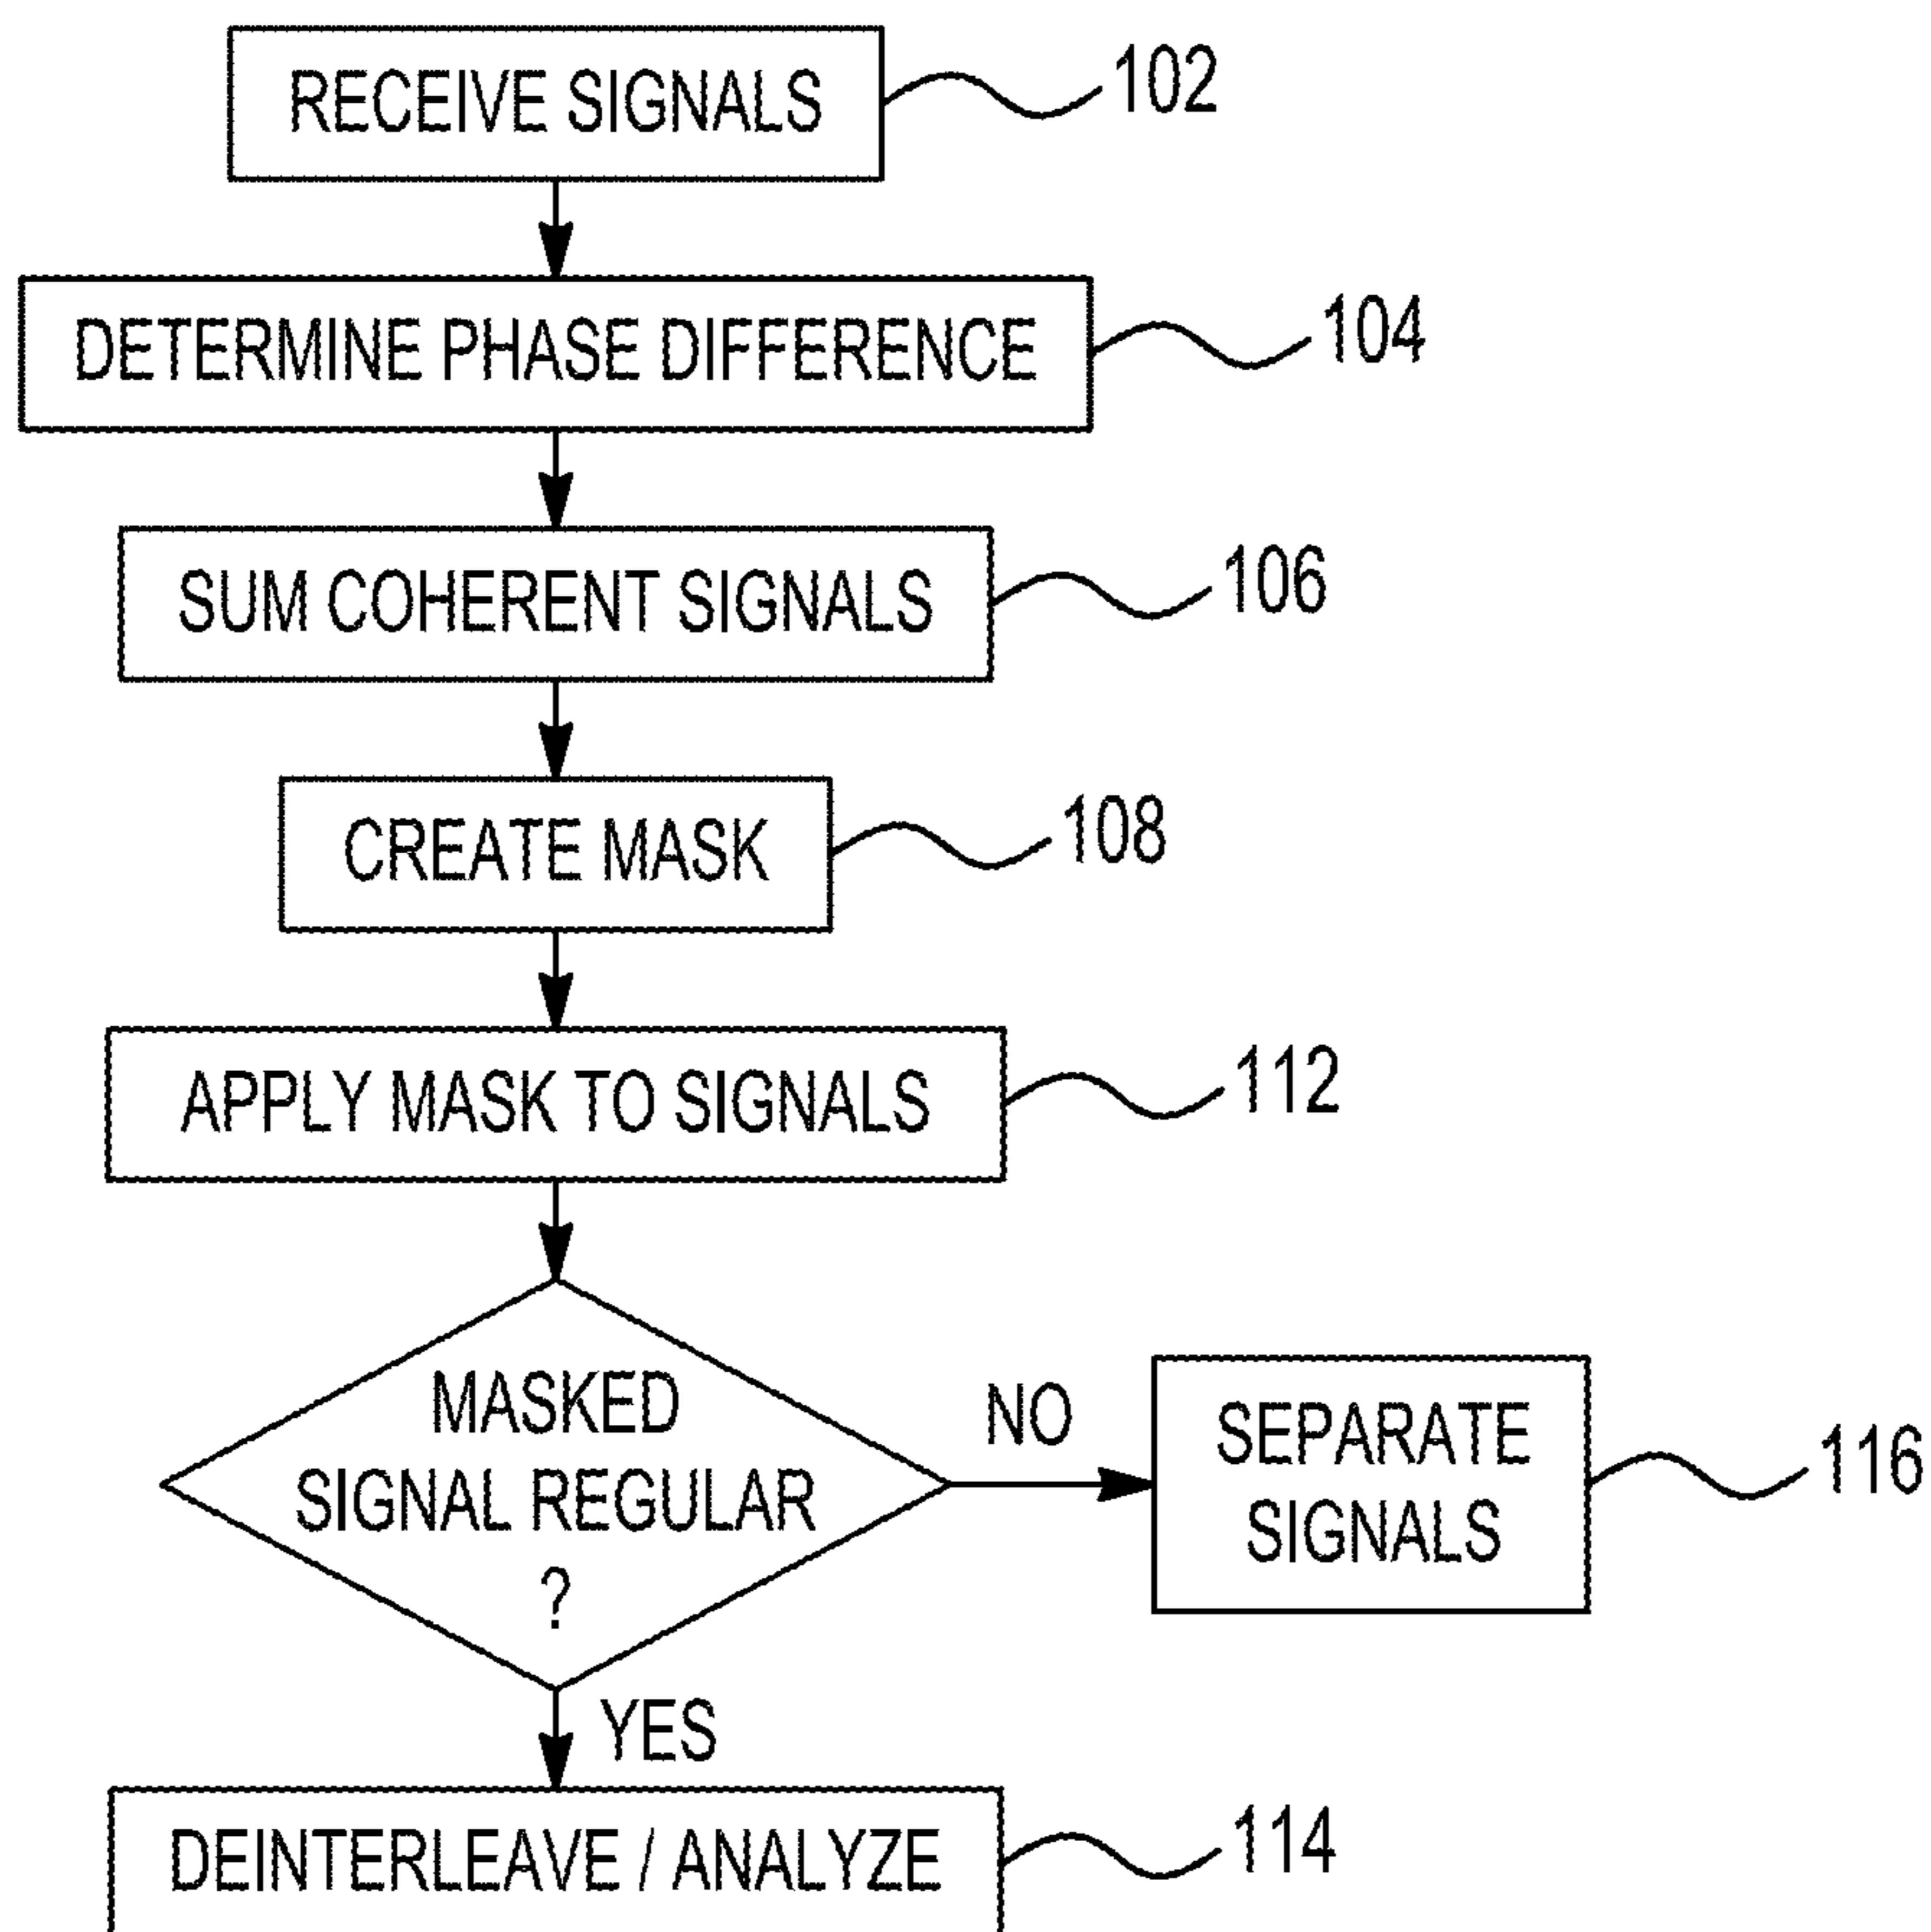 RECEIVE SIGNALS
102
DETERMINE PHASE DIFFERENCE
104
SUM COHERENT SIGNALS
106
CREATE MASK
108
APPLY MASK TO SIGNALS
112
MASKED
SIGNAL REGULAR
?
NO
SEPARATE
SIGNALS
116
YES
DEINTERLEAVE / ANALYZE
114